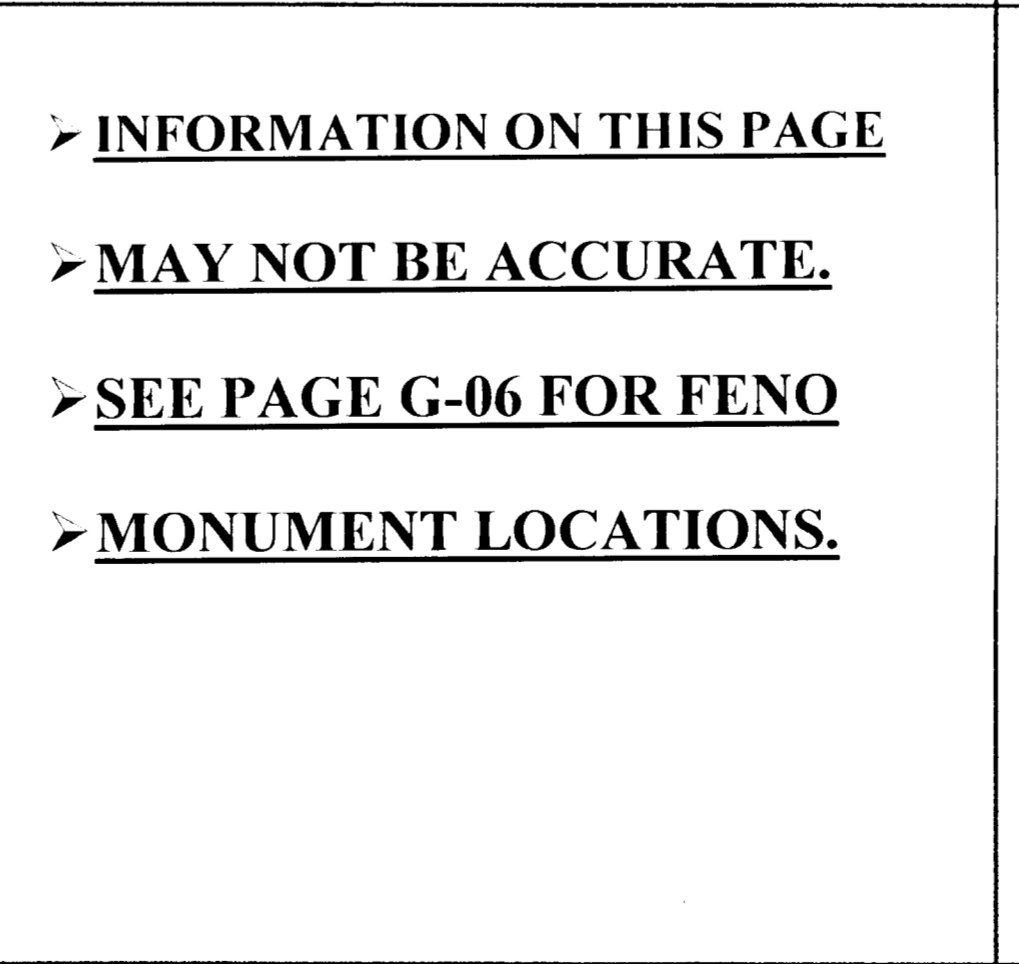 ➢ INFORMATION ON THIS PAGE
➢ MAY NOT BE ACCURATE.
➢ SEE PAGE G-06 FOR FENO
➢ MONUMENT LOCATIONS.